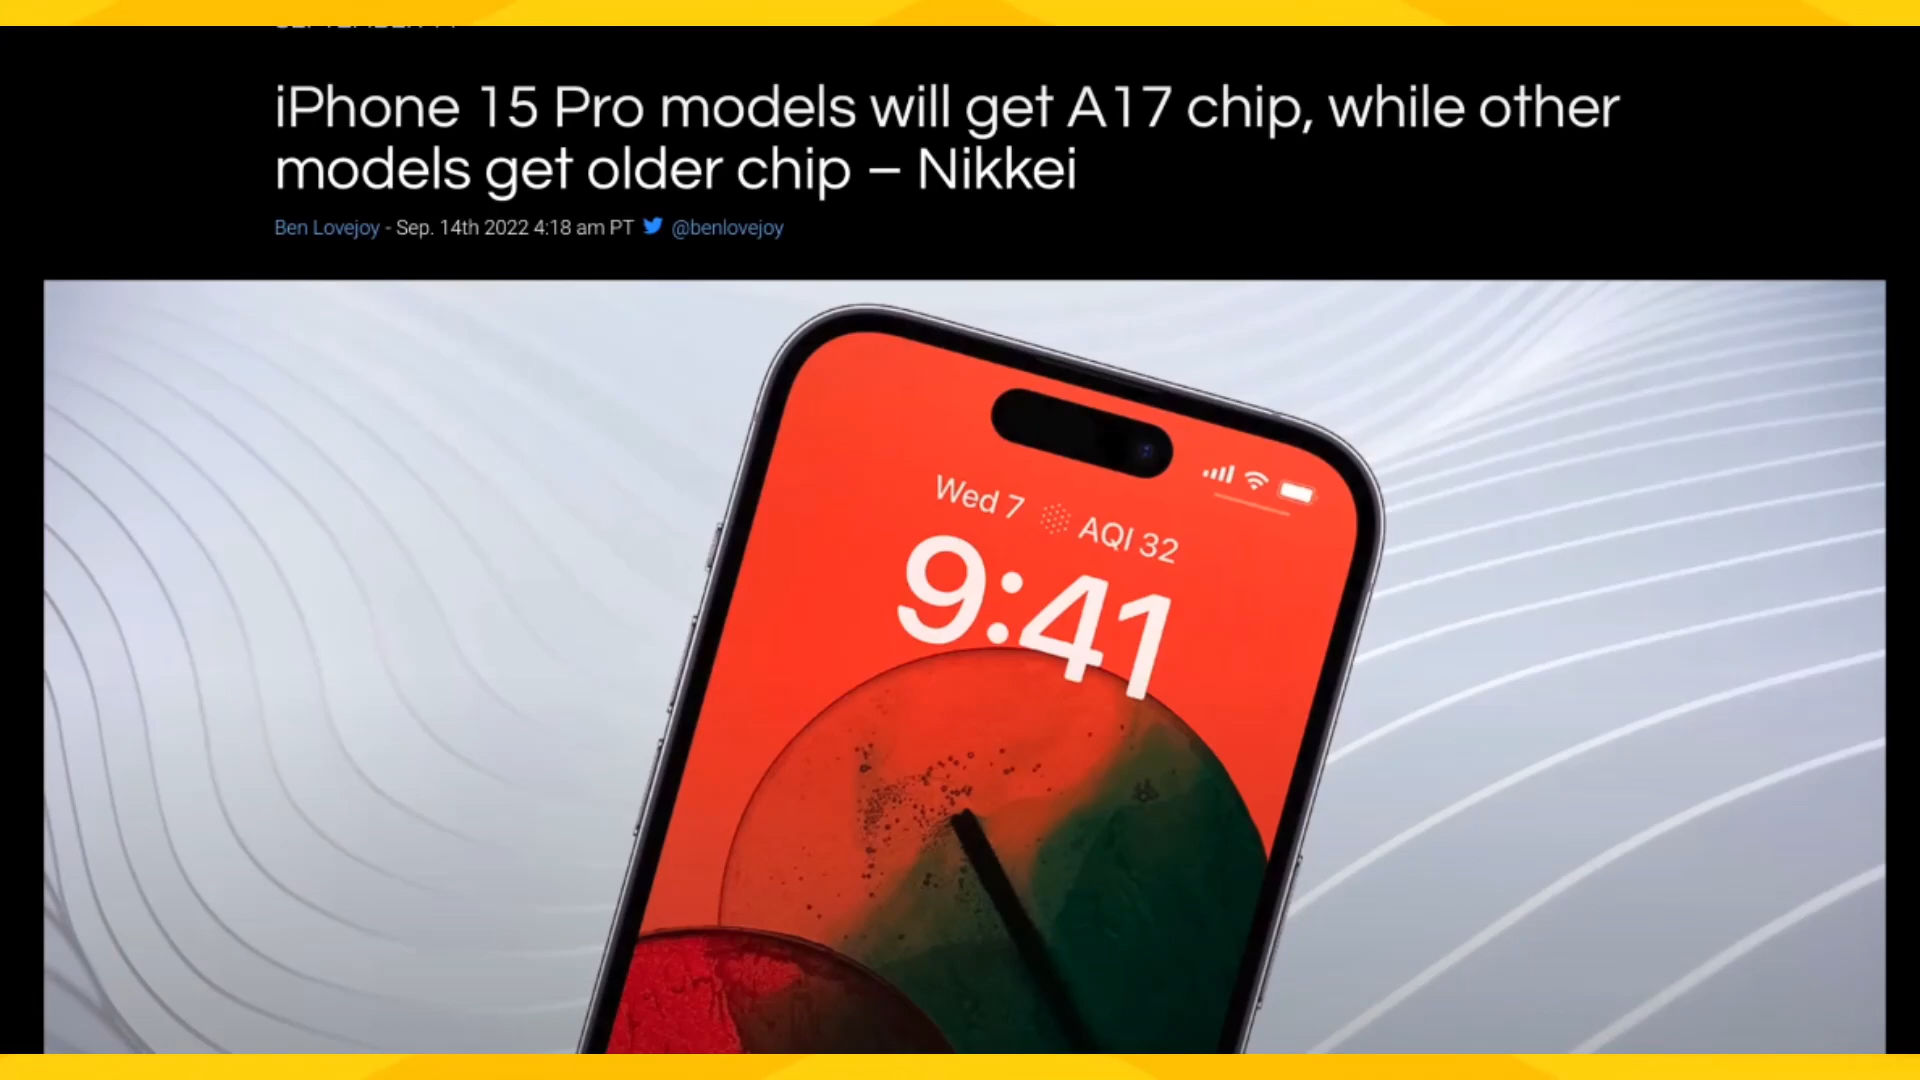 iPhone 15 Pro models will get A17 chip, while other
models get older chip – Nikkei
Ben Lovejoy - Sep. 14th 2022 4:18 am PT @benlovejoy
Wed 7 AQI 32
9:41